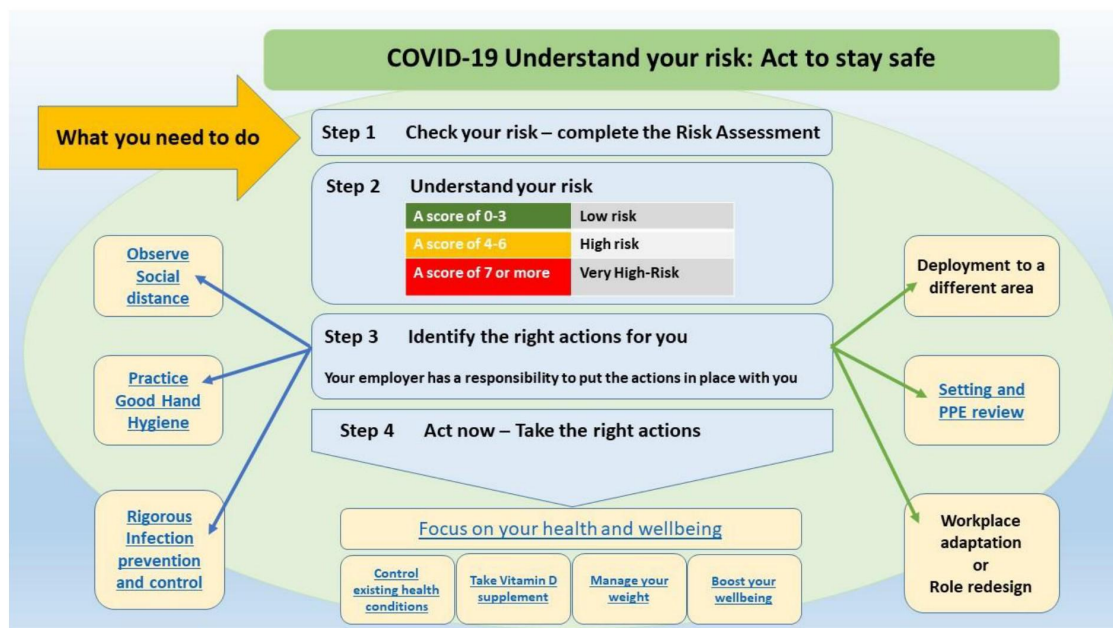 COVID-19 Understand your risk: Act to stay safe
What you need to do
Step 1 Check your risk – complete the Risk Assessment
Step 2 Understand your risk
A score of 0-3 Low risk
A score of 4-6 High risk
A score of 7 or more Very High-Risk
Step 3 Identify the right actions for you
Your employer has a responsibility to put the actions in place with you
Step 4 Act now – Take the right actions
Observe
Social
distance
Practice
Good Hand
Hygiene
Rigorous
Infection
prevention
and control
Deployment to a
different area
Setting and
PPE review
Workplace
adaptation
or
Role redesign
Focus on your health and wellbeing
Control
existing health
conditions
Take Vitamin D
supplement
Manage your
weight
Boost your
wellbeing